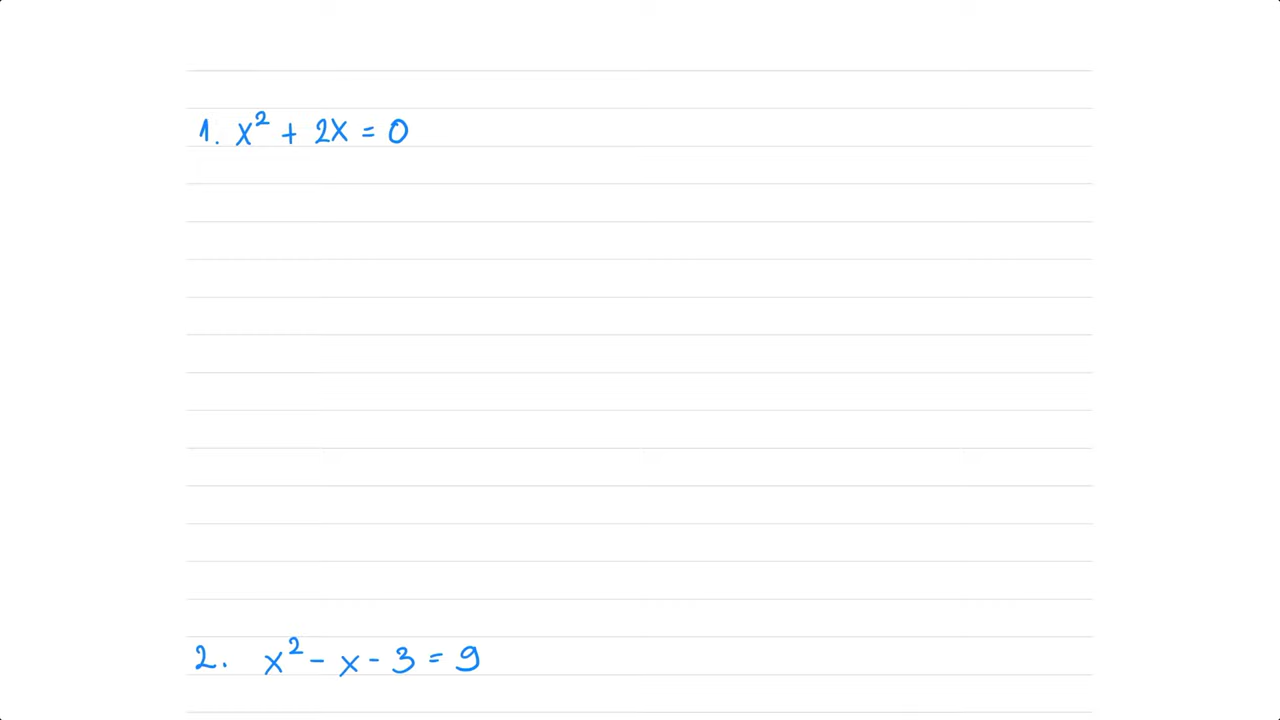 1. x² + 2x = 0
2. x² - x - 3 = 9